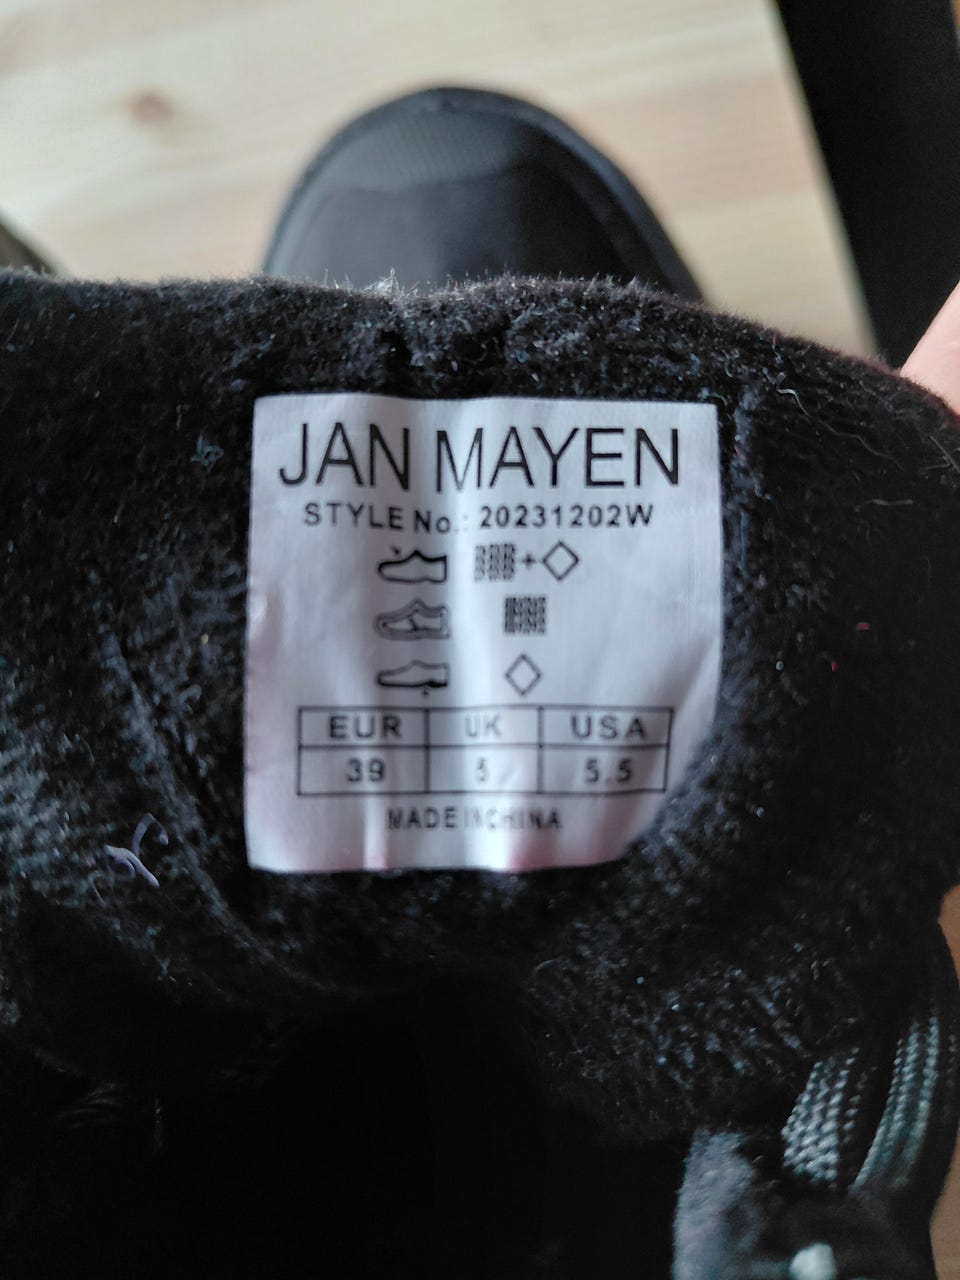 JAN MAYEN
STYLE No.: 20231202W
EUR UK USA
39 5 5.5
MADE IN CHINA